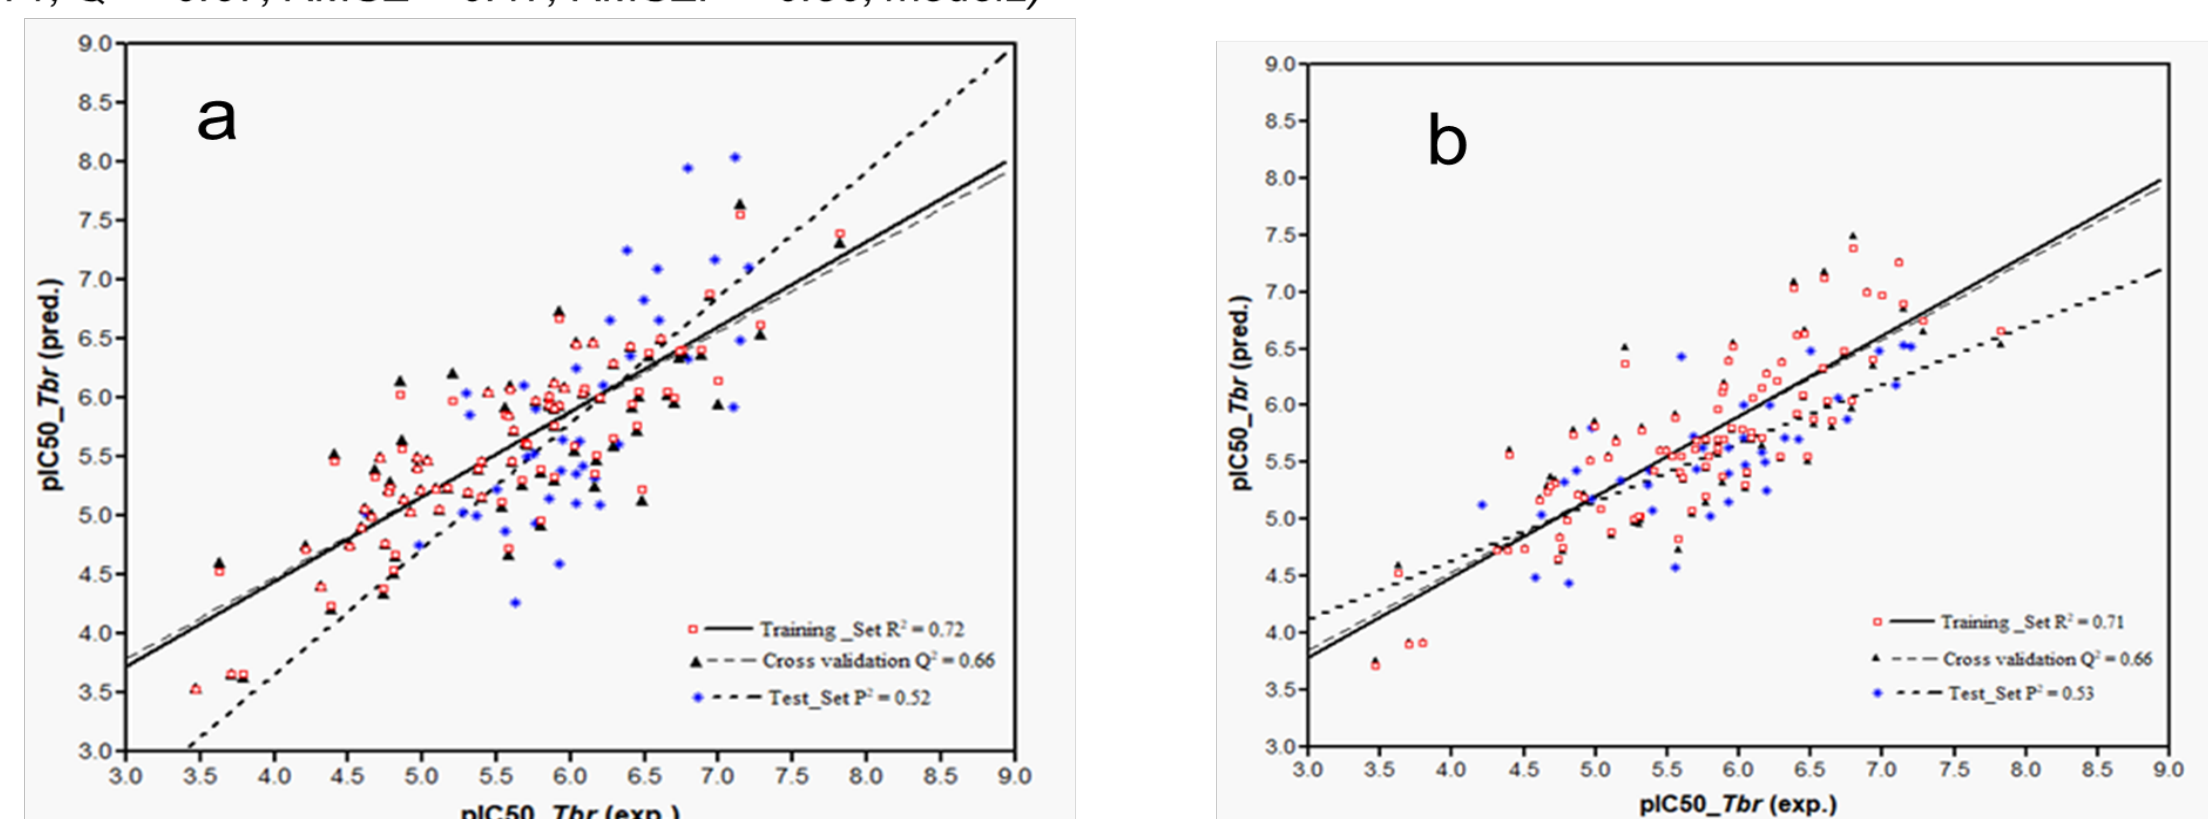 a
9.0
8.5
8.0
7.5
7.0
6.5
6.0
5.5
5.0
4.5
4.0
3.5
3.0
pIC50_Tbr (pred.)
Training _Set R² = 0.72
Cross validation Q² = 0.66
Test_Set P² = 0.52
3.0 3.5 4.0 4.5 5.0 5.5 6.0 6.5 7.0 7.5 8.0 8.5 9.0
pIC50_Tbr (exp.)
b
9.0
8.5
8.0
7.5
7.0
6.5
6.0
5.5
5.0
4.5
4.0
3.5
3.0
pIC50_Tbr (pred.)
Training _Set R² = 0.71
Cross validation Q² = 0.66
Test_Set P² = 0.53
3.0 3.5 4.0 4.5 5.0 5.5 6.0 6.5 7.0 7.5 8.0 8.5 9.0
pIC50_Tbr (exp.)